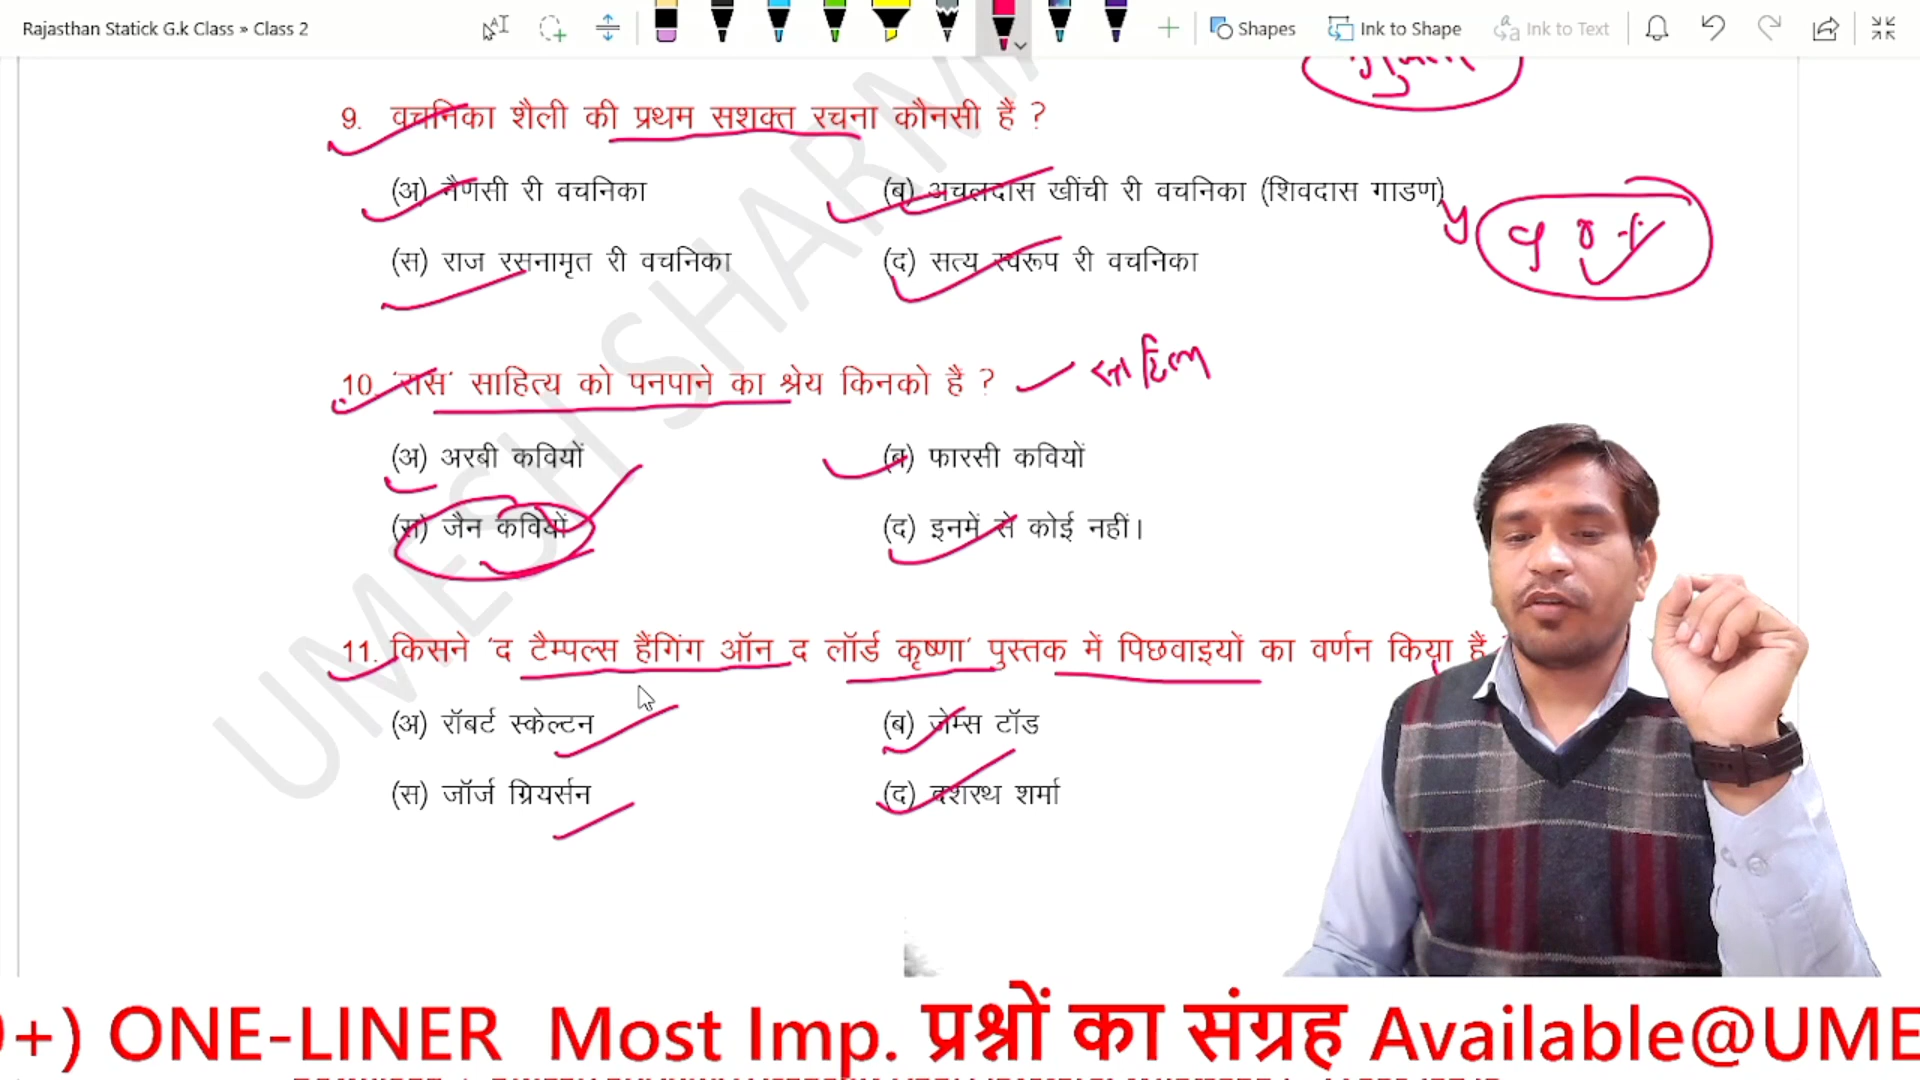 Rajasthan Statick G.k Class » Class 2
Shapes
Ink to Shape
Ink to Text
9. वचनिका शैली की प्रथम सशक्त रचना कौनसी है ?
(अ) नैणसी री वचनिका
(ब) अचलदास खींची री वचनिका (शिवदास गाडण)
(स) राज रसनामृत री वचनिका
(द) सत्य स्वरूप री वचनिका
10. 'रास' साहित्य को पनपाने का श्रेय किनको है ?
साहित्य
(अ) अरबी कवियों
(ब) फारसी कवियों
(स) जैन कवियों
(द) इनमें से कोई नहीं।
11. किसने 'द टैम्पल्स हैंगिंग ऑन द लॉर्ड कृष्णा' पुस्तक में पिछवाइयों का वर्णन किया है
(अ) रॉबर्ट स्केल्टन
(ब) जेम्स टॉड
(स) जॉर्ज ग्रियर्सन
(द) दशरथ शर्मा
UMESH SHARMA
0+) ONE-LINER Most Imp. प्रश्नों का संग्रह Available@UME